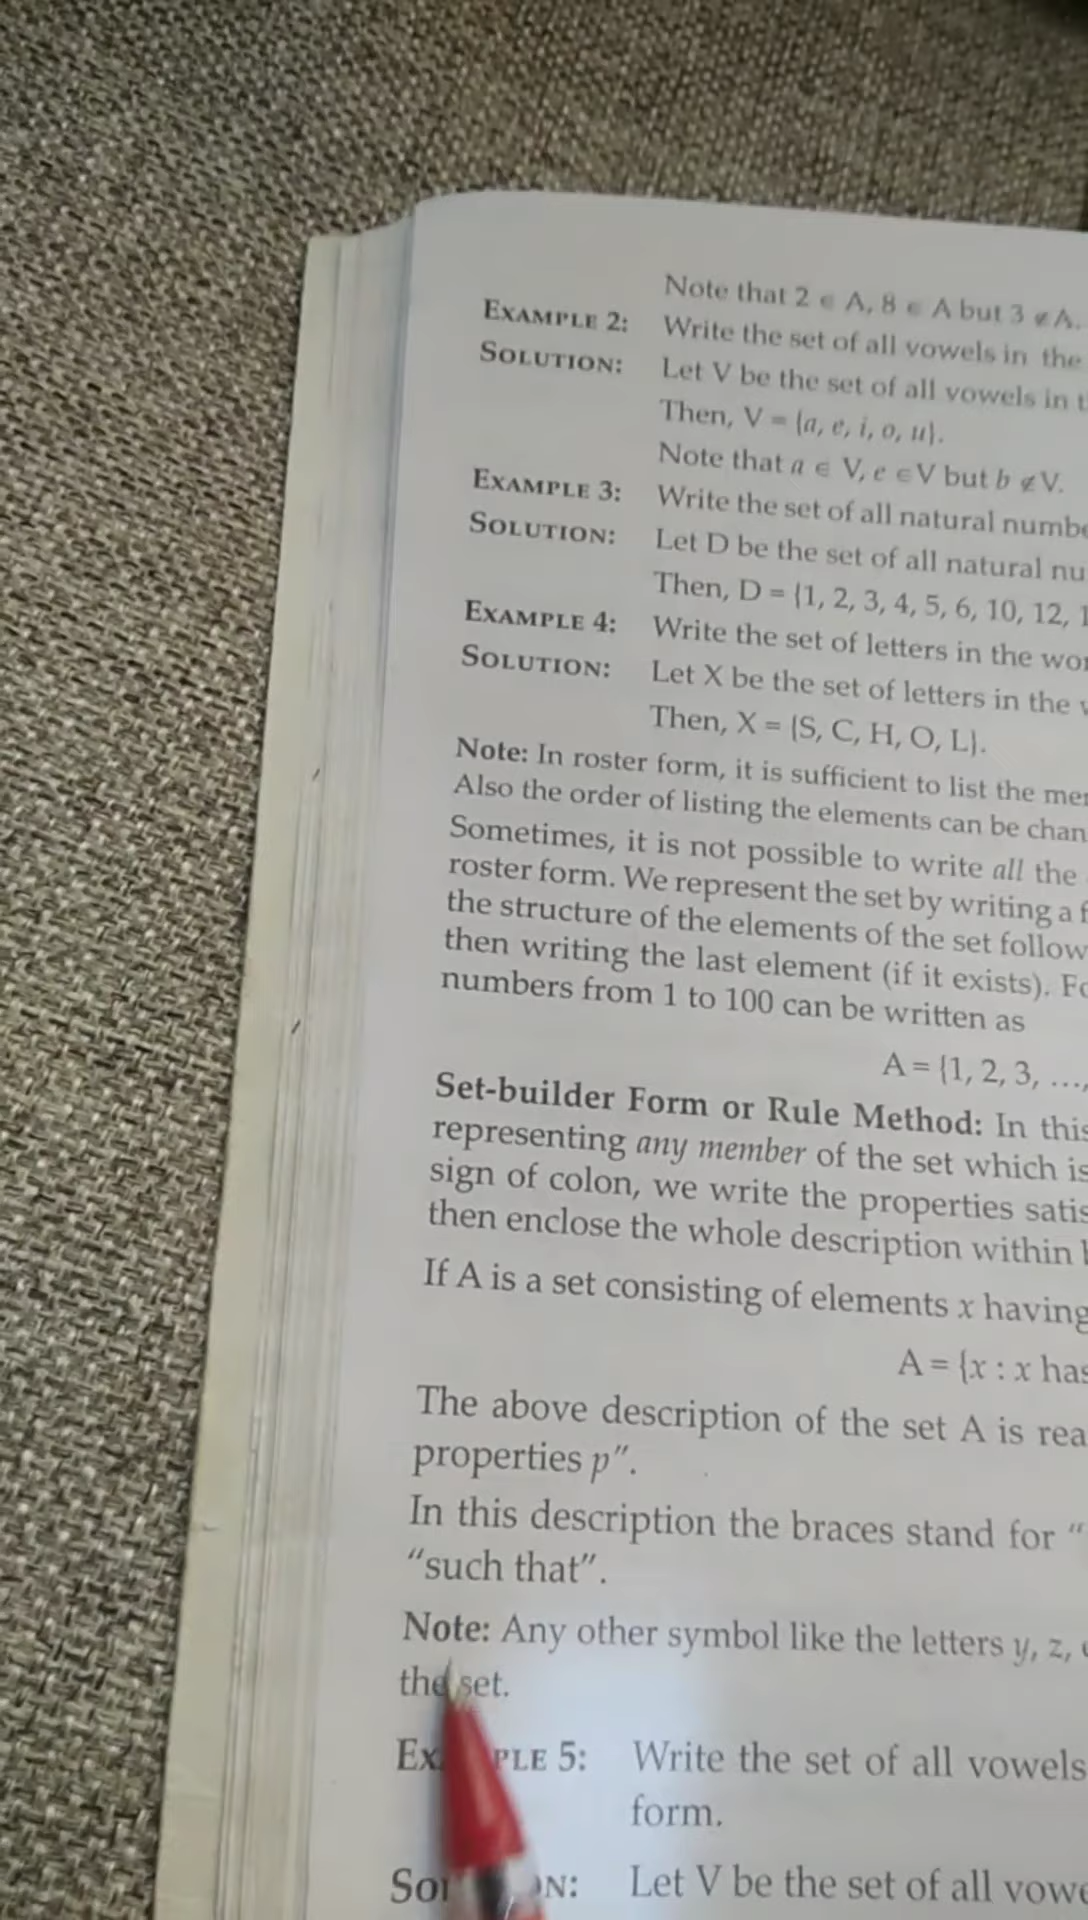 Note that 2 ∈ A, 8 ∈ A but 3 ∉ A.
EXAMPLE 2: Write the set of all vowels in the
SOLUTION: Let V be the set of all vowels in
Then, V = {a, e, i, o, u}.
Note that a ∈ V, e ∈ V but b ∉ V.
EXAMPLE 3: Write the set of all natural
SOLUTION: Let D be the set of all natural
Then, D = {1, 2, 3, 4, 5, 6, 10, 12,
EXAMPLE 4: Write the set of letters in the
SOLUTION: Let X be the set of letters in the
Then, X = {S, C, H, O, L}.
Note: In roster form, it is sufficient to list the
Also the order of listing the elements can be
Sometimes, it is not possible to write all the
roster form. We represent the set by writing a
the structure of the elements of the set
then writing the last element (if it exists).
numbers from 1 to 100 can be written as
A = {1, 2, 3, ...,
Set-builder Form or Rule Method: In
representing any member of the set which is
sign of colon, we write the properties
then enclose the whole description within
If A is a set consisting of elements x having
A = {x : x has
The above description of the set A is
properties p”.
In this description the braces stand for “
“such that”.
Note: Any other symbol like the letters y, z,
the set.
5: Write the set of all vowels
form.
Let V be the set of all